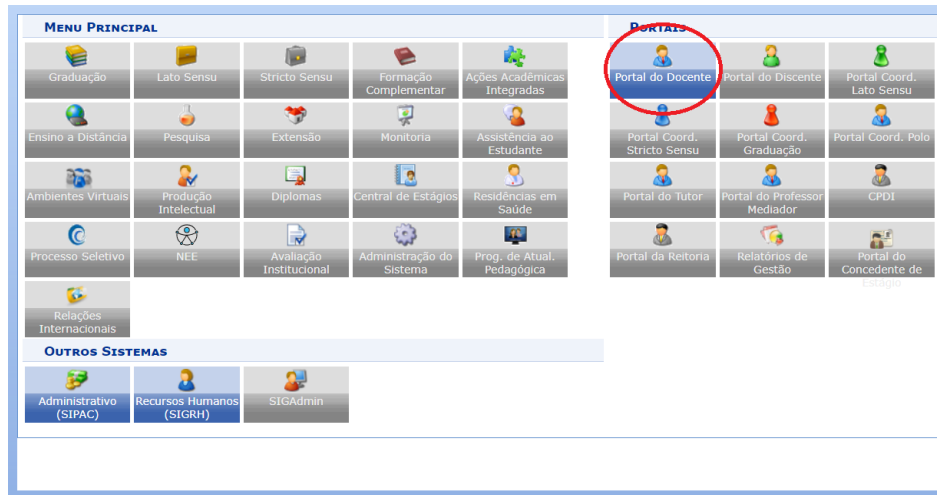 MENU PRINCIPAL
Graduação
Lato Sensu
Stricto Sensu
Formação
Complementar
Ações Acadêmicas
Integradas
Ensino a Distância
Pesquisa
Extensão
Monitoria
Assistência ao
Estudante
Ambientes Virtuais
Produção
Intelectual
Diplomas
Central de Estágios
Residências em
Saúde
Processo Seletivo
NEE
Avaliação
Institucional
Administração do
Sistema
Prog. de Atual.
Pedagógica
Relações
Internacionais
PORTAIS
Portal do Docente
Portal do Discente
Portal Coord.
Lato Sensu
Portal Coord.
Stricto Sensu
Portal Coord.
Graduação
Portal Coord. Polo
Portal do Tutor
Portal do Professor
Mediador
CPDI
Portal da Reitoria
Relatórios de
Gestão
Portal do
Concedente de
Estágio
OUTROS SISTEMAS
Administrativo
(SIPAC)
Recursos Humanos
(SIGRH)
SIGAdmin